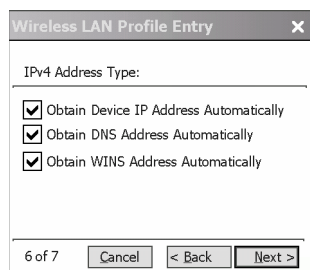 Wireless LAN Profile Entry X
IPv4 Address Type:
Obtain Device IP Address Automatically
Obtain DNS Address Automatically
Obtain WINS Address Automatically
6 of 7 Cancel < Back Next >